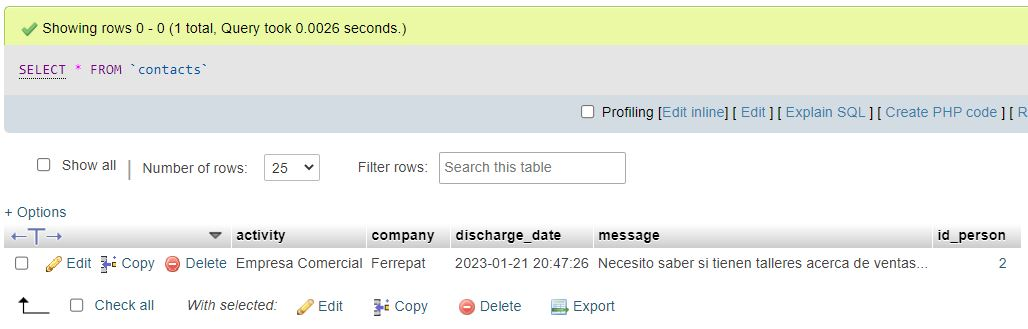 Showing rows 0 - 0 (1 total, Query took 0.0026 seconds.)
SELECT * FROM `contacts`
Profiling [Edit inline] [ Edit ] [ Explain SQL ] [ Create PHP code ] [ R
Show all | Number of rows: 25 Filter rows: Search this table
+ Options
←T→ activity company discharge_date message id_person
Edit Copy Delete Empresa Comercial Ferrepat 2023-01-21 20:47:26 Necesito saber si tienen talleres acerca de ventas... 2
Check all With selected: Edit Copy Delete Export